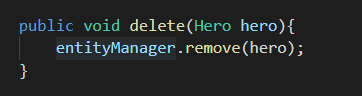 public void delete(Hero hero){
    entityManager.remove(hero);
}